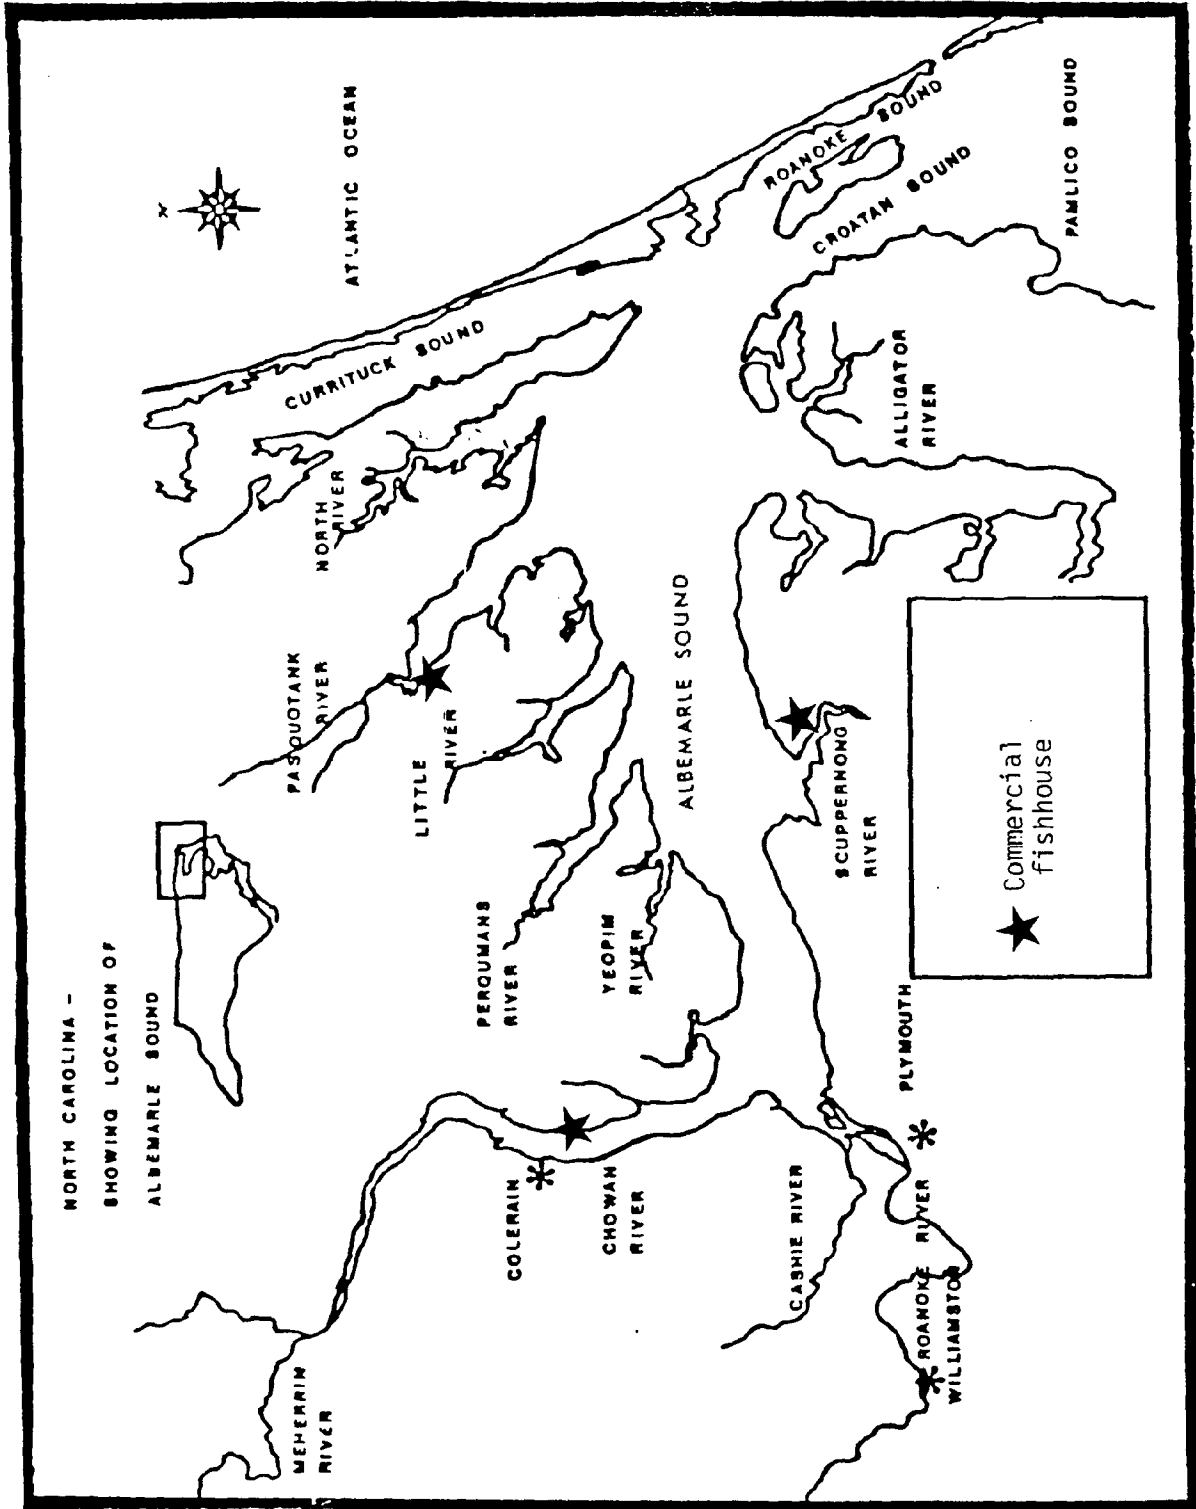 NORTH CAROLINA -
SHOWING LOCATION OF
ALBEMARLE SOUND
N
ATLANTIC OCEAN
MEHERRIN
RIVER
PASQUOTANK
RIVER
NORTH
RIVER
CURRITUCK SOUND
LITTLE
RIVER
PERQUMANS
RIVER
COLERAIN
CHOWAN
RIVER
YEOPIM
RIVER
ALBEMARLE SOUND
ROANOKE SOUND
CROATAN SOUND
CASHIE RIVER
SCUPPERNONG
RIVER
ALLIGATOR
RIVER
PLYMOUTH
ROANOKE RIVER
WILLIAMSTON
PAMLICO SOUND
Commercial
fishhouse